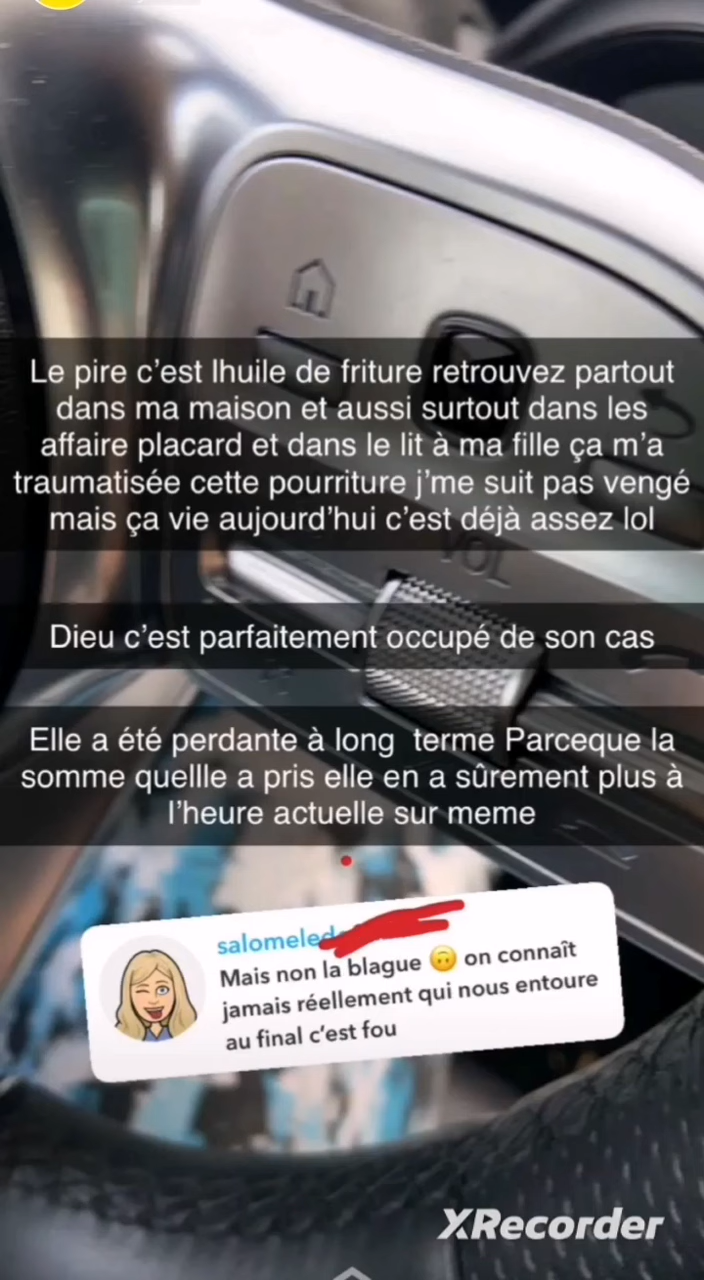 Le pire c’est lhuile de friture retrouvez partout
dans ma maison et aussi surtout dans les
affaire placard et dans le lit à ma fille ça m’a
traumatisée cette pourriture j’me suit pas vengé
mais ça vie aujourd’hui c’est déjà assez lol
VOL
Dieu c’est parfaitement occupé de son cas
Elle a été perdante à long terme Parceque la
somme quellle a pris elle en a sûrement plus à
l’heure actuelle sur meme
Mais non la blague 🙃 on connaît
jamais réellement qui nous entoure
au final c’est fou
XRecorder